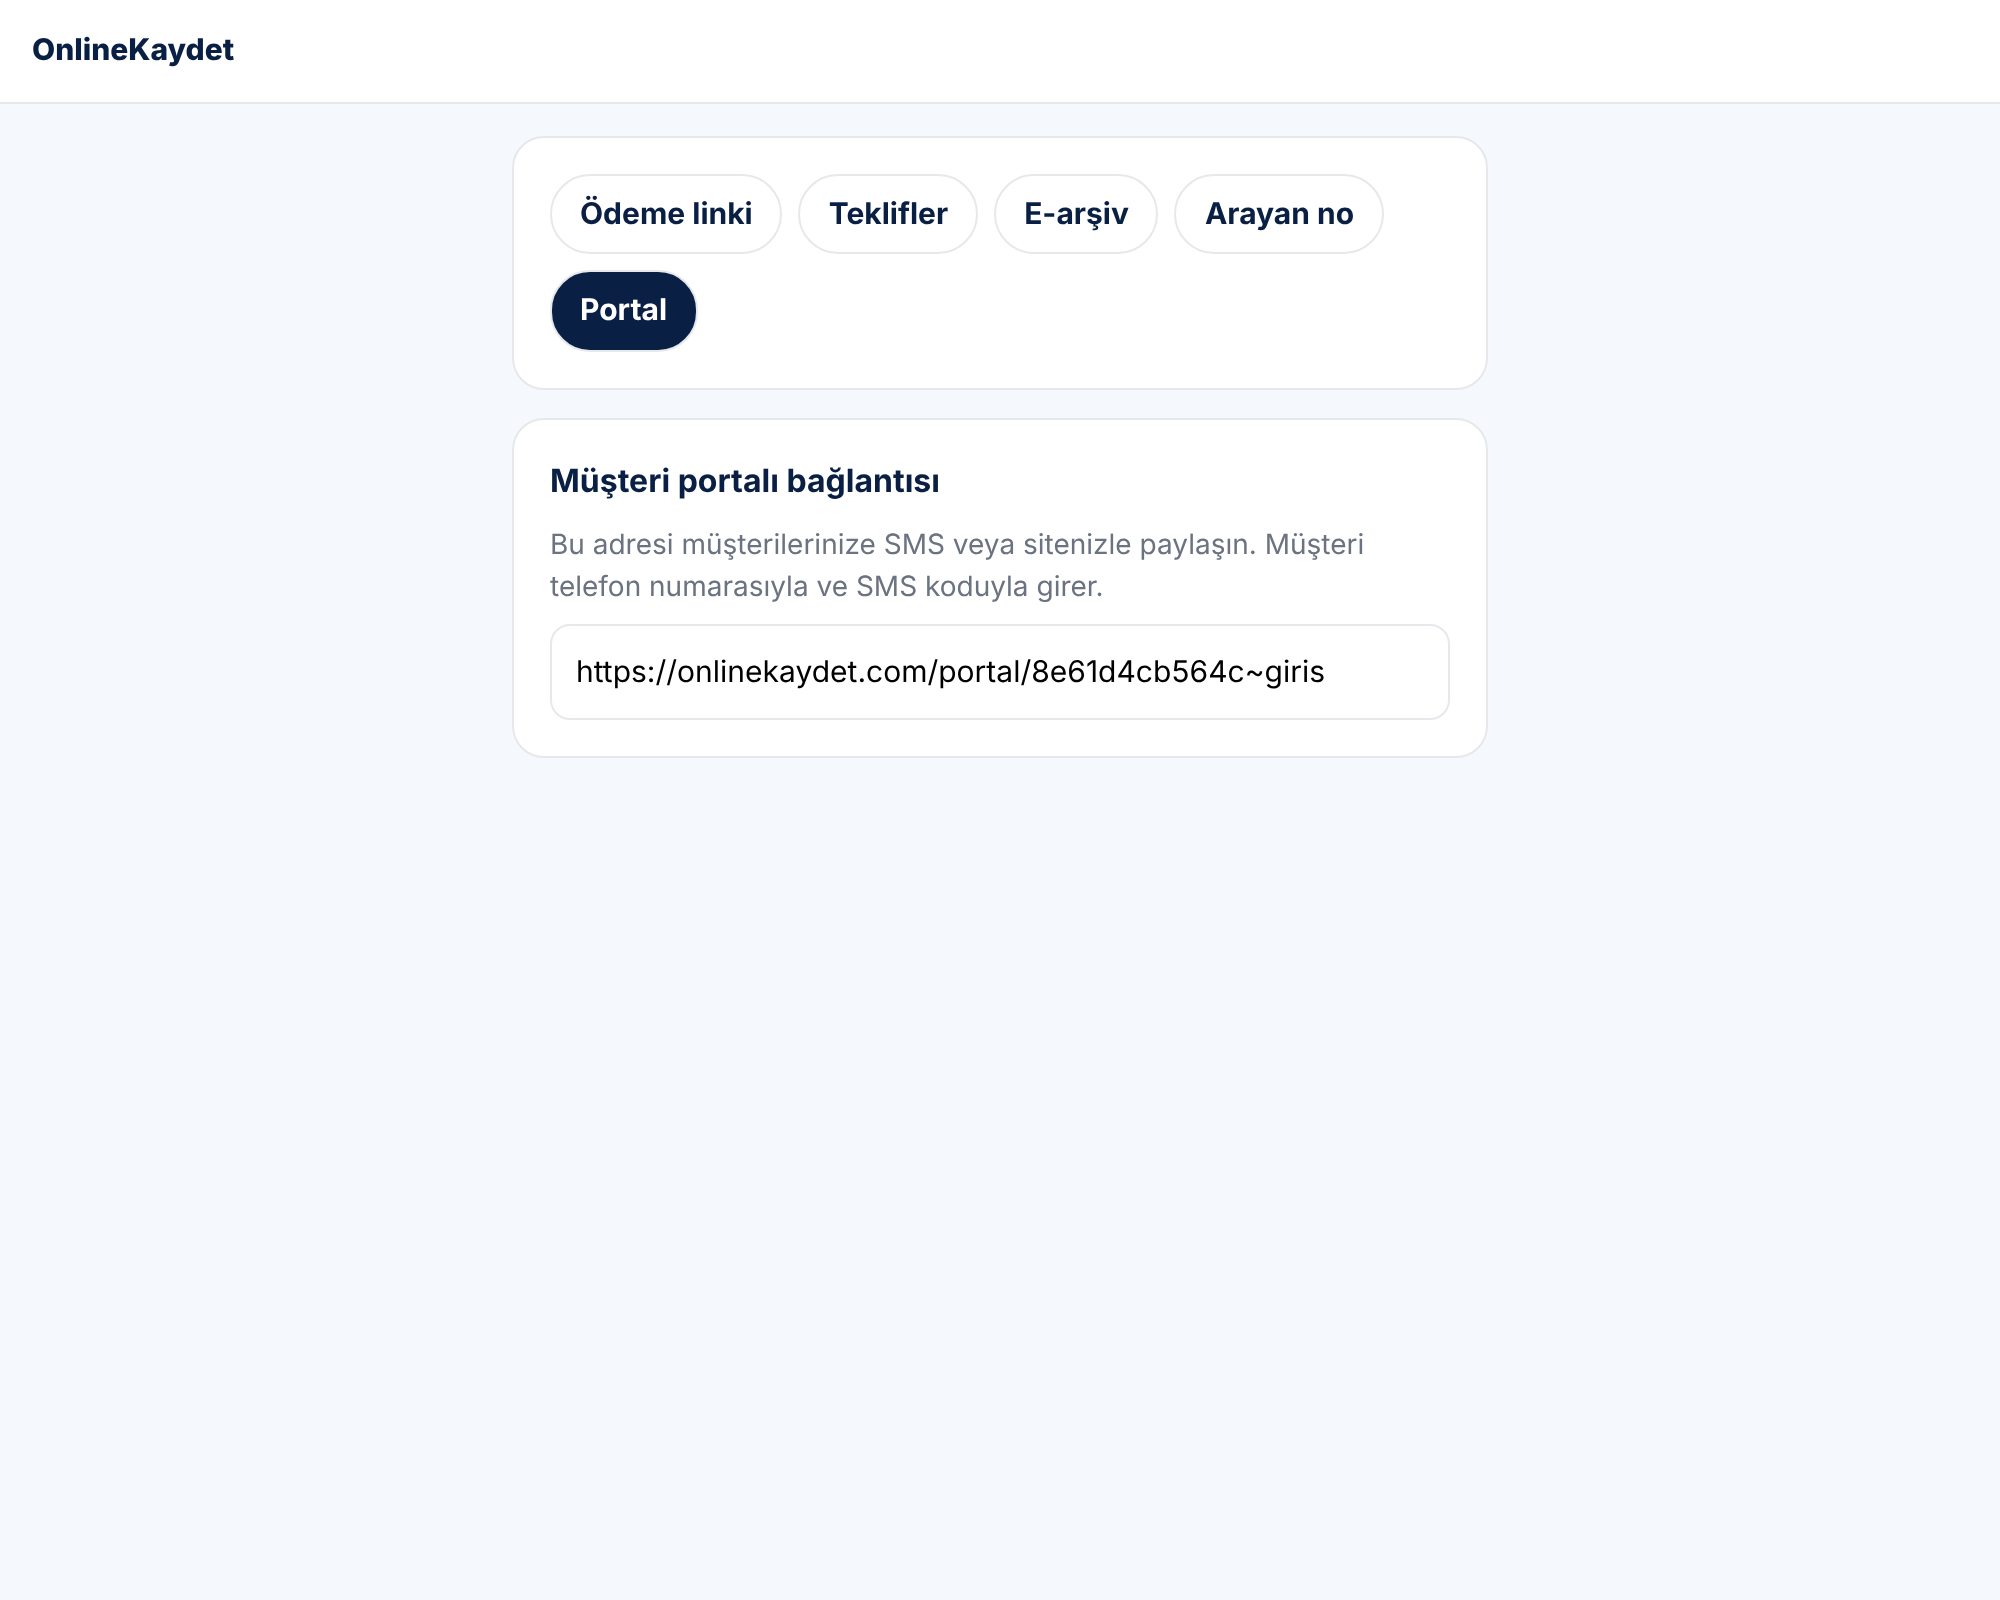 OnlineKaydet
Ödeme linki
Teklifler
E-arşiv
Arayan no
Portal
Müşteri portalı bağlantısı
Bu adresi müşterilerinize SMS veya sitenizle paylaşın. Müşteri
telefon numarasıyla ve SMS koduyla girer.
https://onlinekaydet.com/portal/8e61d4cb564c~giris